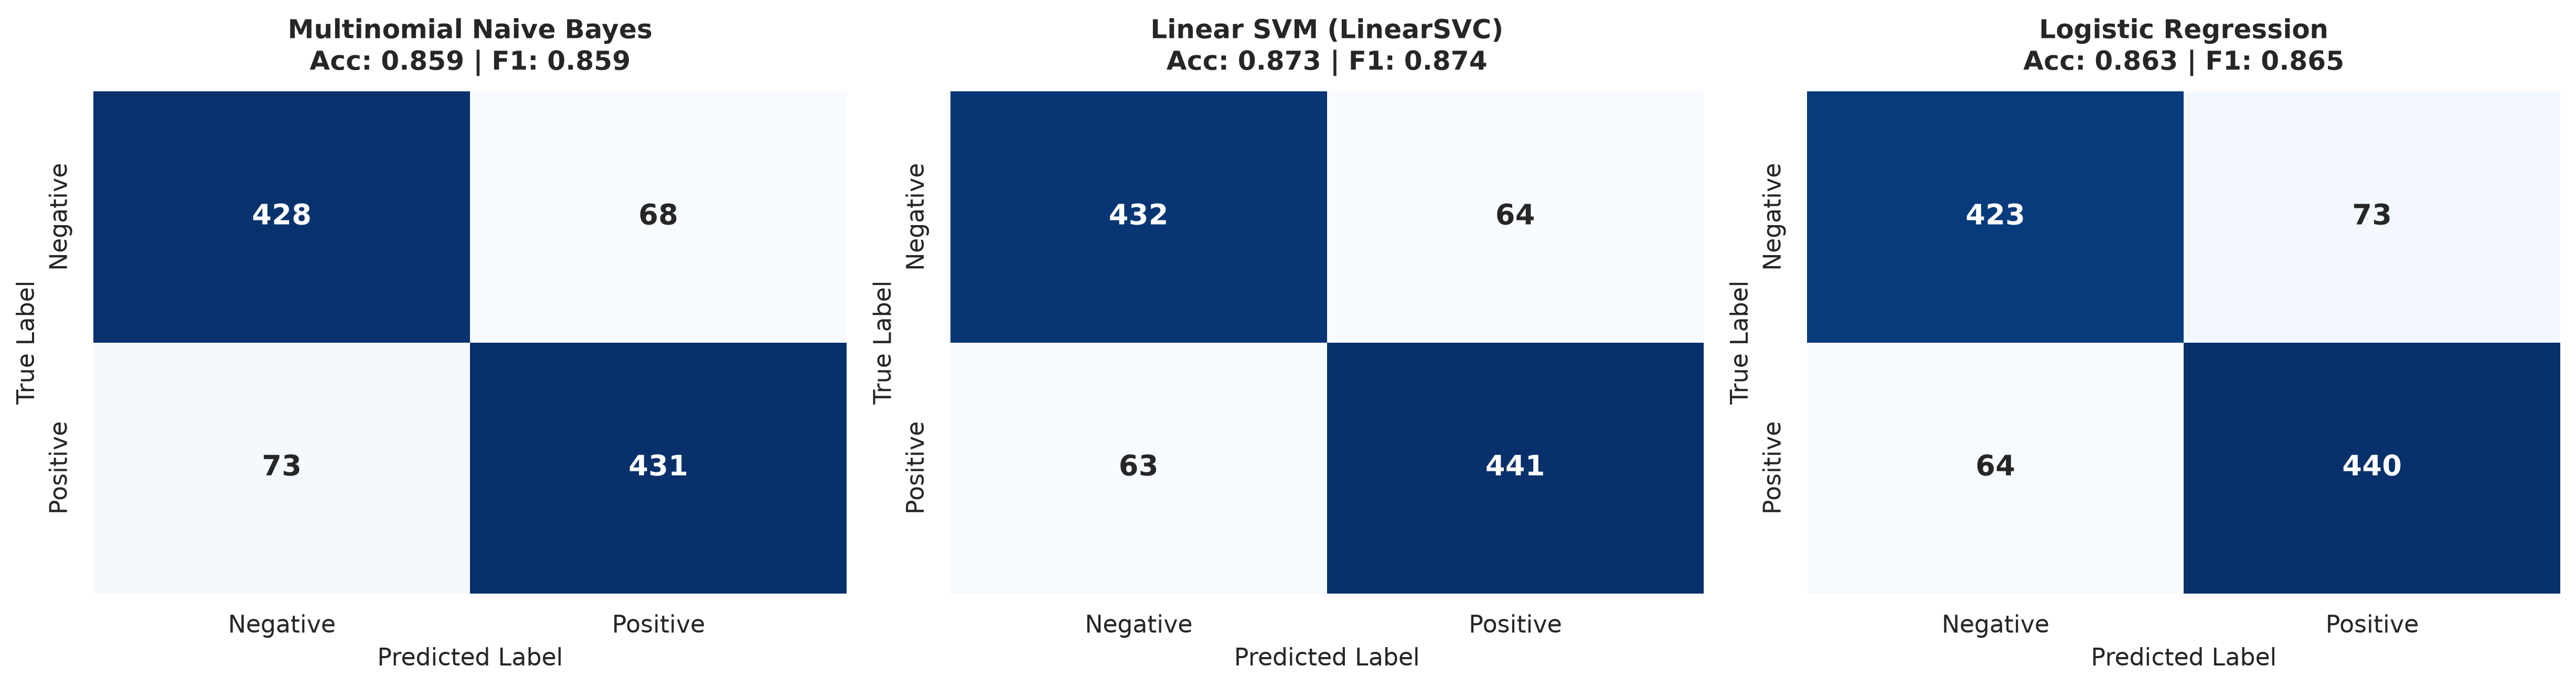 Multinomial Naive Bayes
Acc: 0.859 | F1: 0.859
True Label
Negative
Positive
428
68
73
431
Negative
Positive
Predicted Label
Linear SVM (LinearSVC)
Acc: 0.873 | F1: 0.874
True Label
Negative
Positive
432
64
63
441
Negative
Positive
Predicted Label
Logistic Regression
Acc: 0.863 | F1: 0.865
True Label
Negative
Positive
423
73
64
440
Negative
Positive
Predicted Label